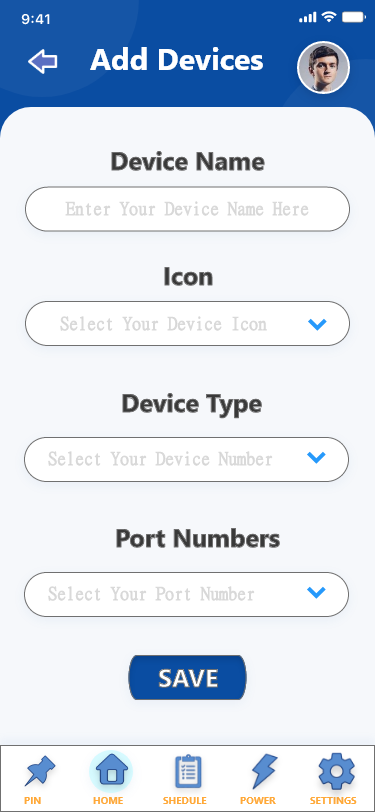 9:41
Add Devices
Device Name
Enter Your Device Name Here
Icon
Select Your Device Icon
Device Type
Select Your Device Number
Port Numbers
Select Your Port Number
SAVE
PIN HOME SHEDULE POWER SETTINGS